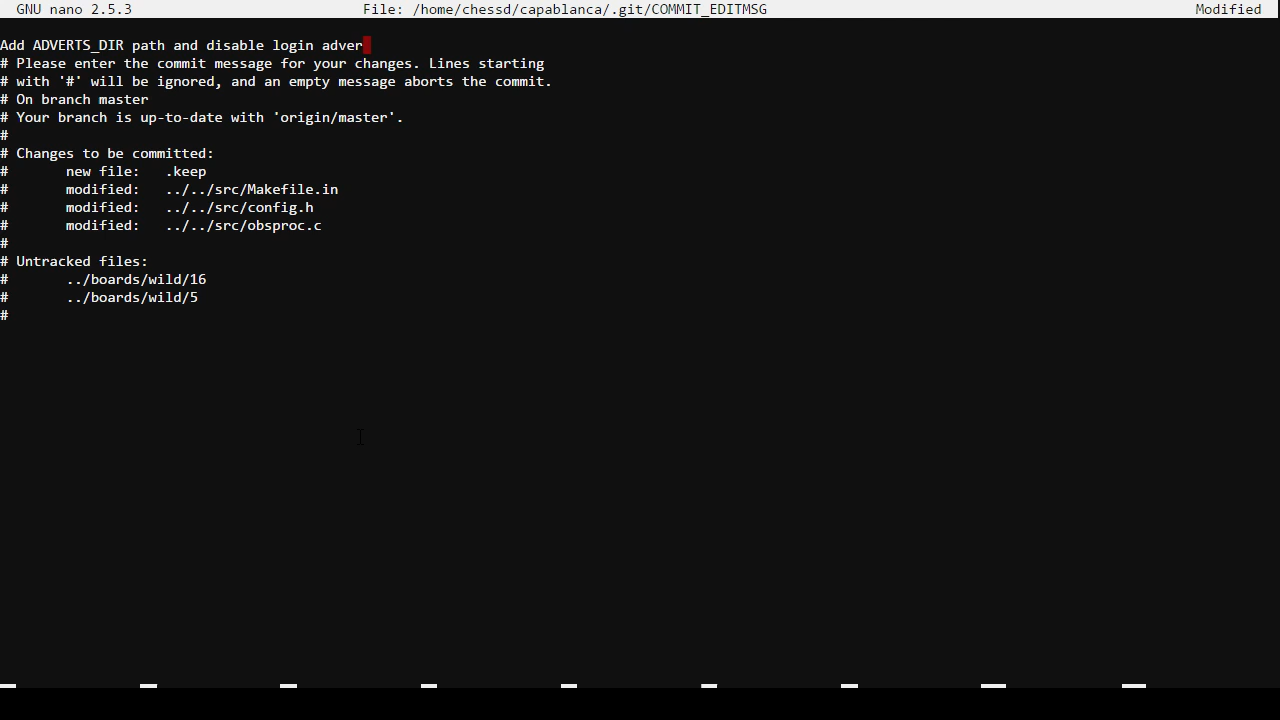 GNU nano 2.5.3 File: /home/chessd/capablanca/.git/COMMIT_EDITMSG Modified
Add ADVERTS_DIR path and disable login adver
# Please enter the commit message for your changes. Lines starting
# with '#' will be ignored, and an empty message aborts the commit.
# On branch master
# Your branch is up-to-date with 'origin/master'.
#
# Changes to be committed:
#       new file:   .keep
#       modified:   ../../src/Makefile.in
#       modified:   ../../src/config.h
#       modified:   ../../src/obsproc.c
#
# Untracked files:
#       ../boards/wild/16
#       ../boards/wild/5
#